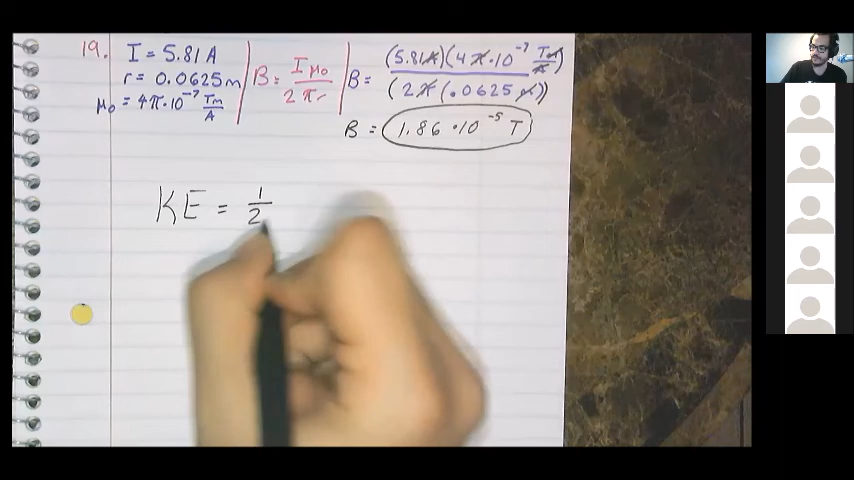 19. I = 5.81 A
r = 0.0625 m
μ₀ = 4π·10⁻⁷ Tm/A
B = Iμ₀ / 2πr
B = (5.81A)(4π·10⁻⁷ Tm/A) / (2π(.0625m))
B = 1.86·10⁻⁵ T
KE = 1/2